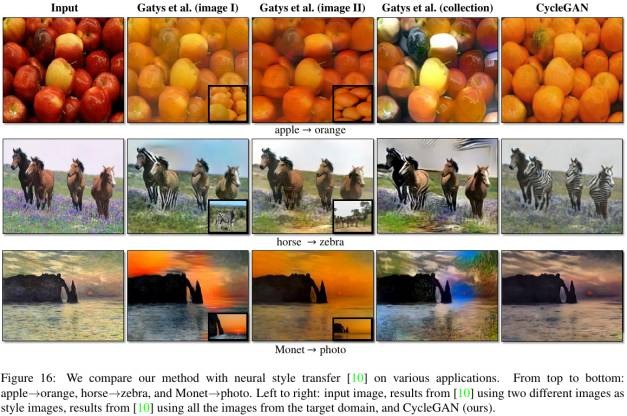 Input Gatys et al. (image I) Gatys et al. (image II) Gatys et al. (collection) CycleGAN
apple → orange
horse → zebra
Monet → photo
Figure 16: We compare our method with neural style transfer [10] on various applications. From top to bottom:
apple→orange, horse→zebra, and Monet→photo. Left to right: input image, results from [10] using two different images as
style images, results from [10] using all the images from the target domain, and CycleGAN (ours).